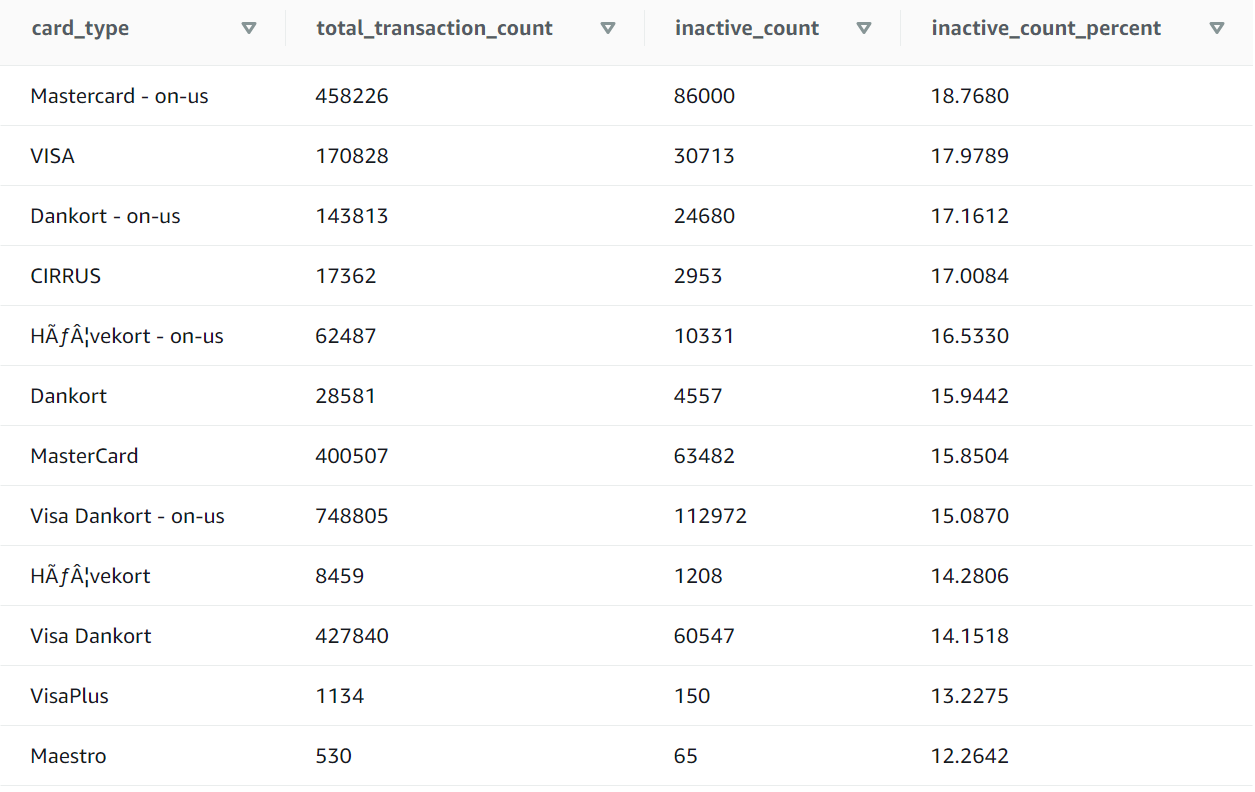 card_type total_transaction_count inactive_count inactive_count_percent
Mastercard - on-us 458226 86000 18.7680
VISA 170828 30713 17.9789
Dankort - on-us 143813 24680 17.1612
CIRRUS 17362 2953 17.0084
HÃƒÂ¦vekort - on-us 62487 10331 16.5330
Dankort 28581 4557 15.9442
MasterCard 400507 63482 15.8504
Visa Dankort - on-us 748805 112972 15.0870
HÃƒÂ¦vekort 8459 1208 14.2806
Visa Dankort 427840 60547 14.1518
VisaPlus 1134 150 13.2275
Maestro 530 65 12.2642